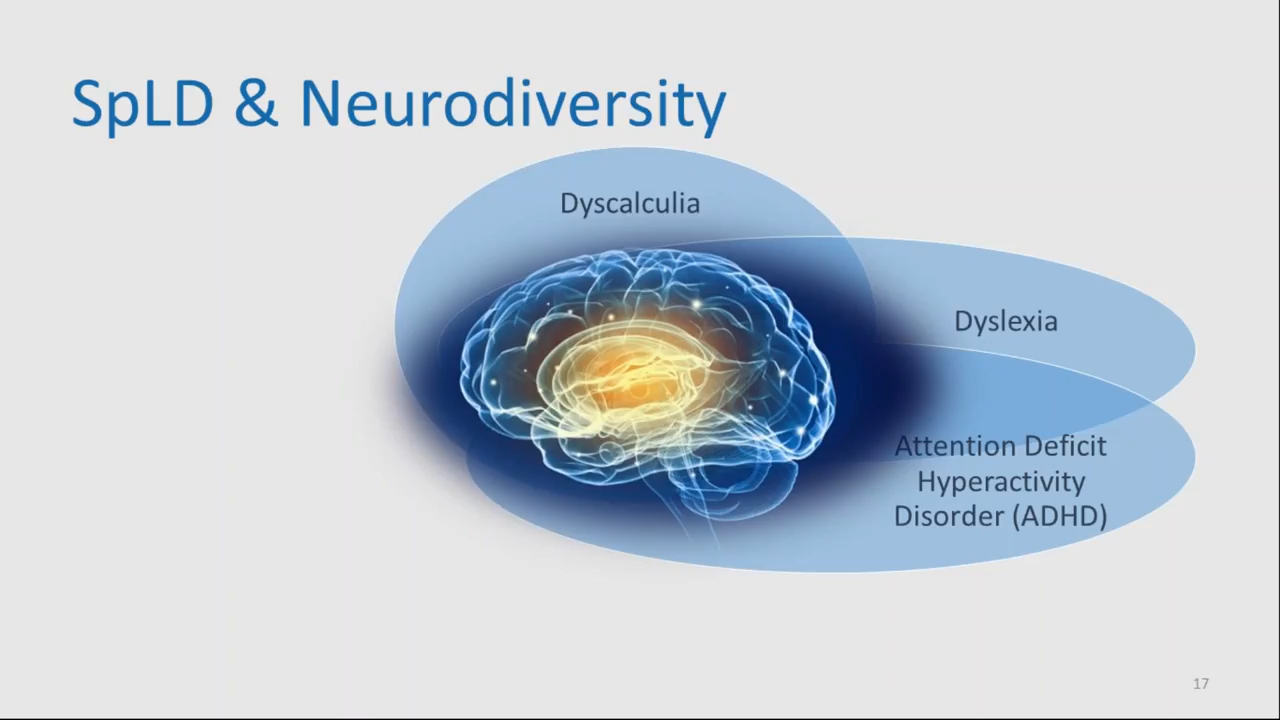 SpLD & Neurodiversity
Dyscalculia
Dyslexia
Attention Deficit
Hyperactivity
Disorder (ADHD)
17